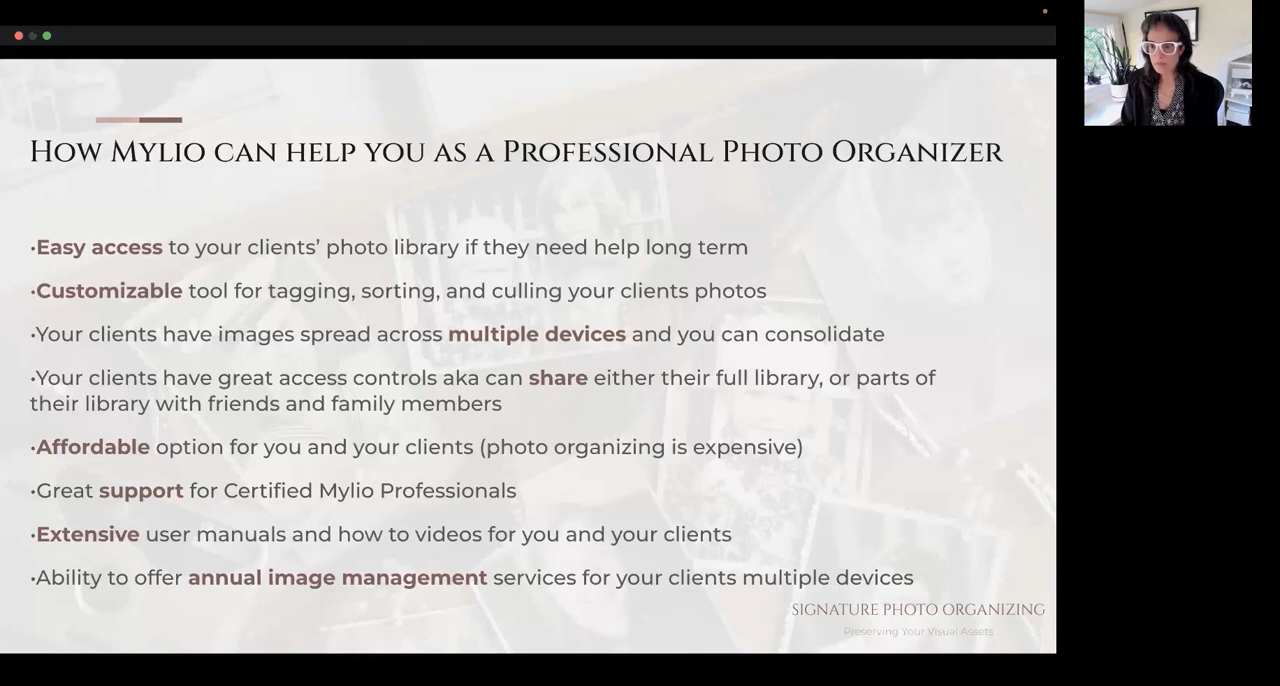 How Mylio can help you as a Professional Photo Organizer
•Easy access to your clients’ photo library if they need help long term
•Customizable tool for tagging, sorting, and culling your clients photos
•Your clients have images spread across multiple devices and you can consolidate
•Your clients have great access controls aka can share either their full library, or parts of
their library with friends and family members
•Affordable option for you and your clients (photo organizing is expensive)
•Great support for Certified Mylio Professionals
•Extensive user manuals and how to videos for you and your clients
•Ability to offer annual image management services for your clients multiple devices
SIGNATURE PHOTO ORGANIZING
Preserving Your Visual Assets